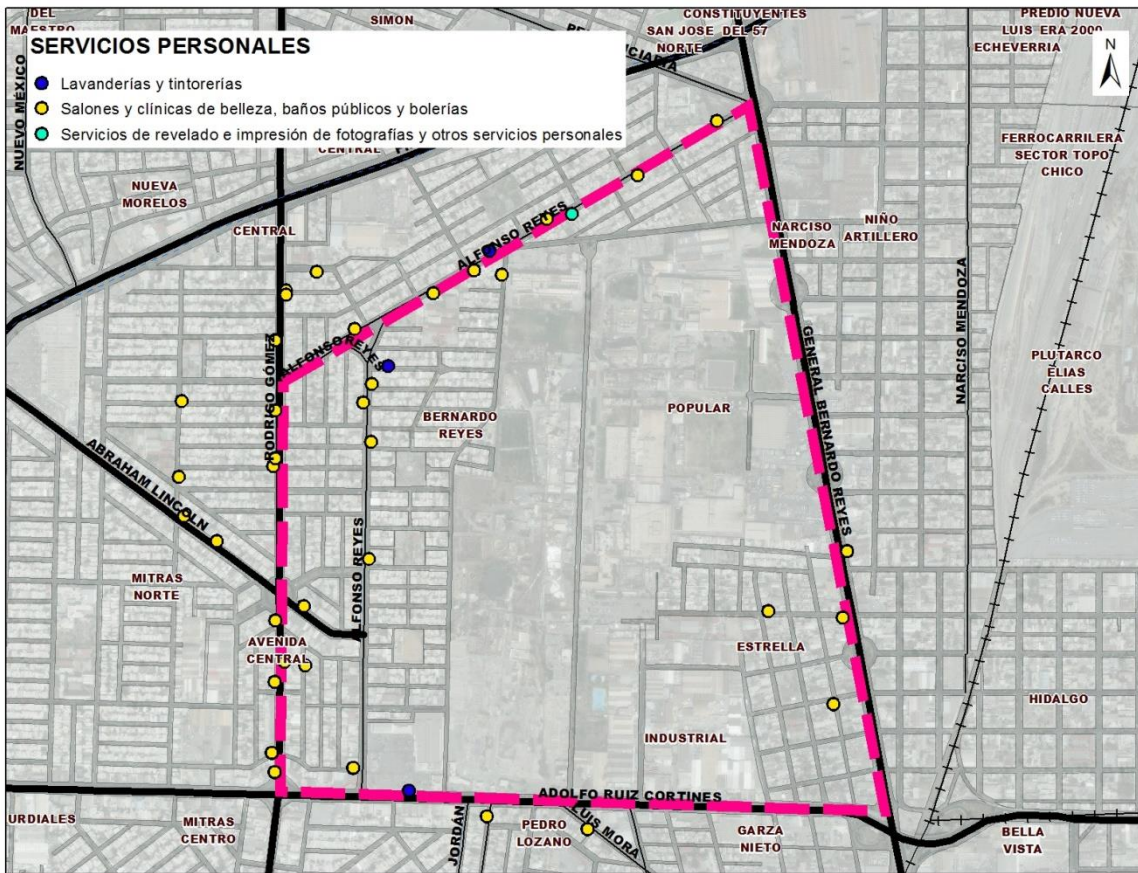 DEL
MAESTRO
SIMON
CONSTITUYENTES
SAN JOSE DEL 57
NORTE
PREDIO NUEVA
LUIS ERA 2000
ECHEVERRIA
N
SERVICIOS PERSONALES
Lavanderías y tintorerías
Salones y clínicas de belleza, baños públicos y bolerías
Servicios de revelado e impresión de fotografías y otros servicios personales
NUEVO MÉXICO
CENTRAL
FERROCARRILERA
SECTOR TOPO
CHICO
NUEVA
MORELOS
CENTRAL
ALFONSO REYES
NARCISO
MENDOZA
NIÑO
ARTILLERO
NARCISO MENDOZA
RODRIGO GÓMEZ
ALFONSO REYES
GENERAL BERNARDO REYES
PLUTARCO
ELIAS
CALLES
BERNARDO
REYES
POPULAR
ABRAHAM LINCOLN
ALFONSO REYES
MITRAS
NORTE
AVENIDA
CENTRAL
ESTRELLA
HIDALGO
INDUSTRIAL
ADOLFO RUIZ CORTINES
URDIALES
MITRAS
CENTRO
JORDÁN
PEDRO
LOZANO
LUIS MORA
GARZA
NIETO
BELLA
VISTA